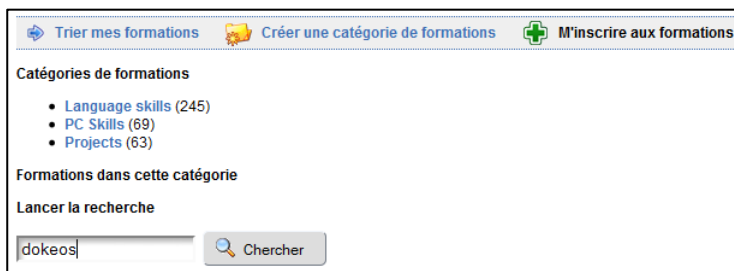 Trier mes formations Créer une catégorie de formations M'inscrire aux formations
Catégories de formations
Language skills (245)
PC Skills (69)
Projects (63)
Formations dans cette catégorie
Lancer la recherche
dokeos Chercher